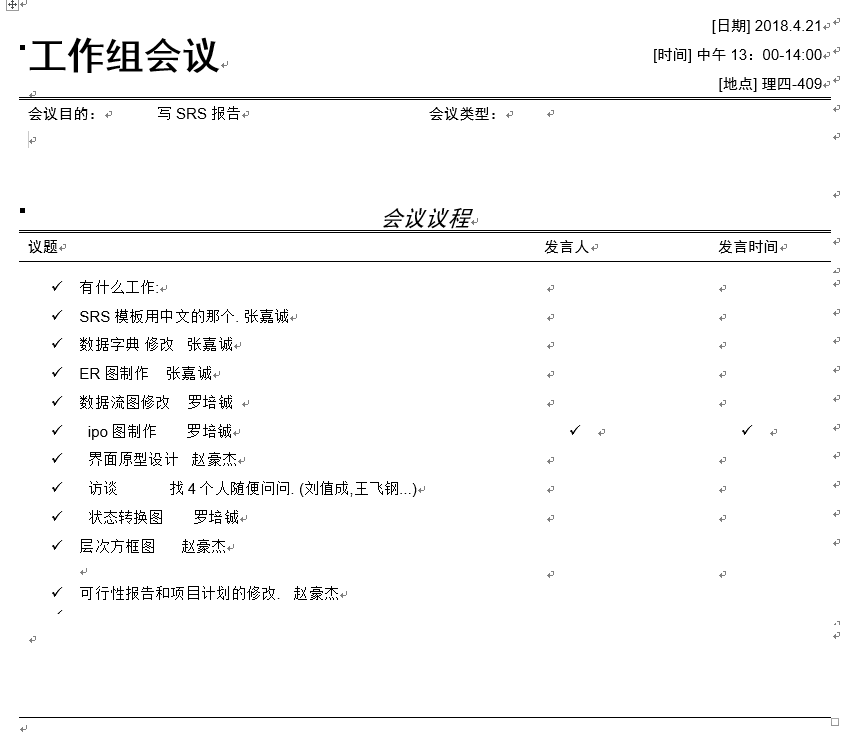 [日期] 2018.4.21
工作组会议
[时间] 中午 13：00-14:00
[地点] 理四-409
会议目的： 写 SRS 报告 会议类型：
会议议程
议题 发言人 发言时间
✓ 有什么工作:
✓ SRS 模板用中文的那个. 张嘉诚
✓ 数据字典 修改 张嘉诚
✓ ER 图制作 张嘉诚
✓ 数据流图修改 罗培铖
✓ ipo 图制作 罗培铖 ✓ ✓
✓ 界面原型设计 赵豪杰
✓ 访谈 找 4 个人随便问问. (刘值成,王飞钢...)
✓ 状态转换图 罗培铖
✓ 层次方框图 赵豪杰
✓ 可行性报告和项目计划的修改. 赵豪杰